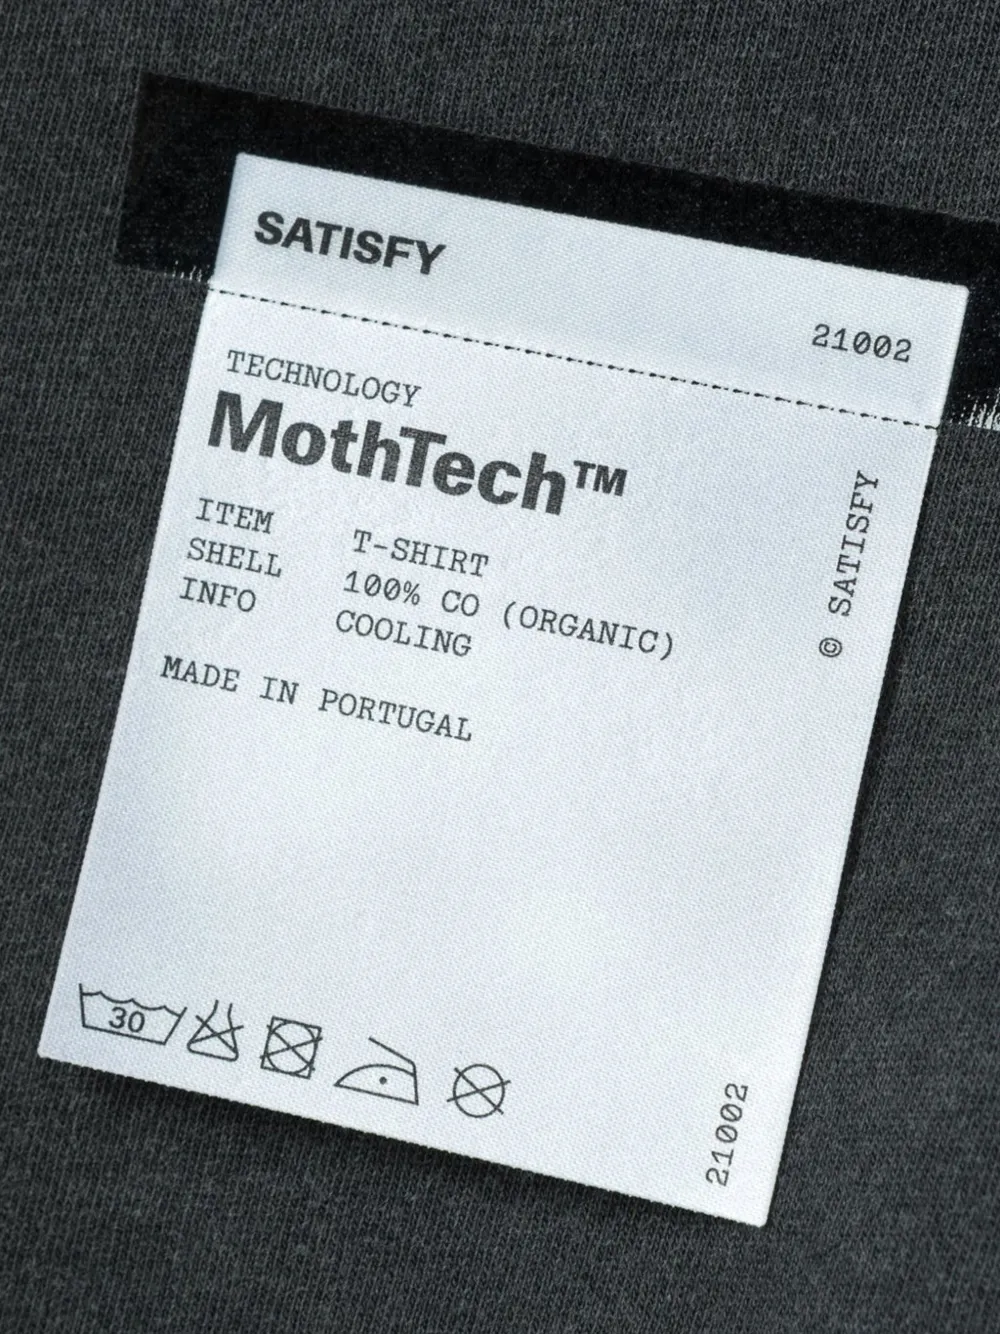 SATISFY
21002
TECHNOLOGY
MothTech™
ITEM T-SHIRT
SHELL 100% CO (ORGANIC)
INFO COOLING
MADE IN PORTUGAL
© SATISFY
30
21002